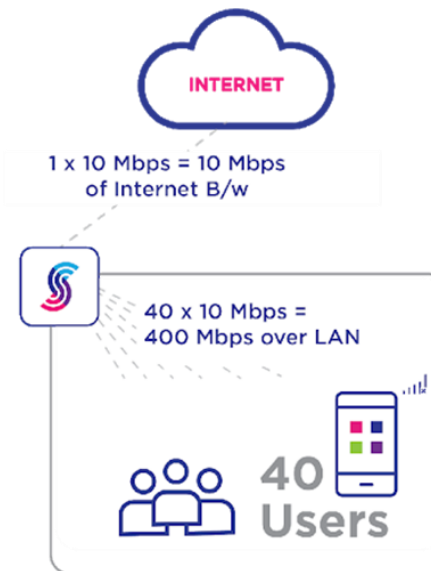 INTERNET
1 x 10 Mbps = 10 Mbps
of Internet B/w
40 x 10 Mbps =
400 Mbps over LAN
40
Users